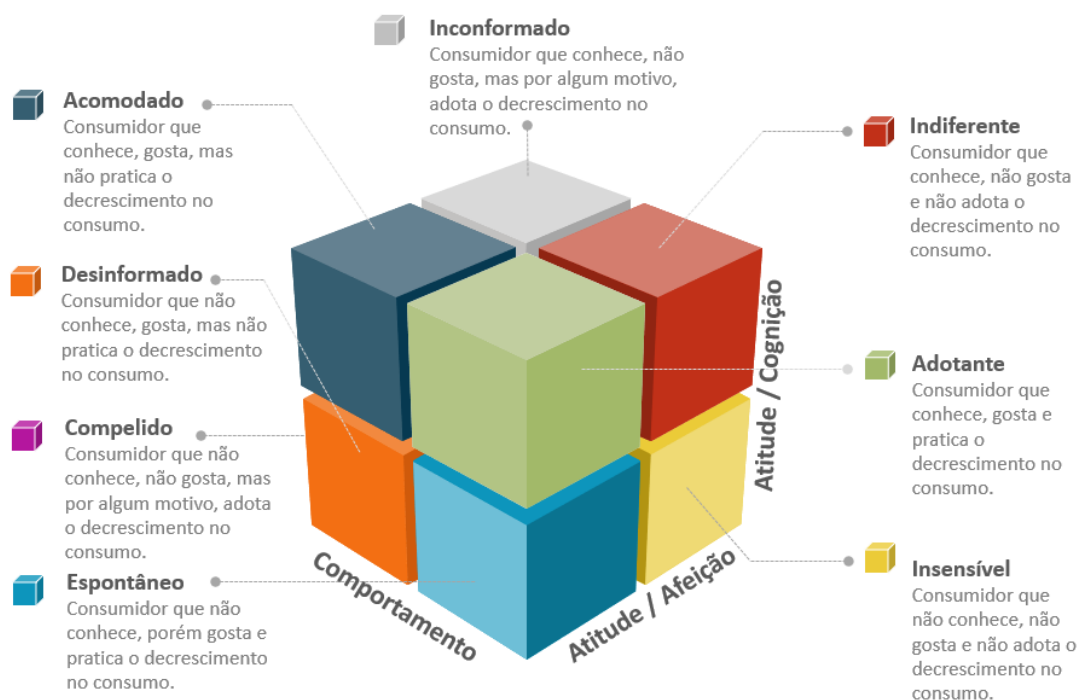 Inconformado
Consumidor que conhece, não
gosta, mas por algum motivo,
adota o decrescimento no
consumo.
Acomodado
Consumidor que
conhece, gosta, mas
não pratica o
decrescimento no
consumo.
Desinformado
Consumidor que não
conhece, gosta, mas não
pratica o decrescimento
no consumo.
Compelido
Consumidor que não
conhece, não gosta, mas
por algum motivo, adota
o decrescimento no
consumo.
Espontâneo
Consumidor que não
conhece, porém gosta e
pratica o decrescimento
no consumo.
Indiferente
Consumidor que
conhece, não gosta
e não adota o
decrescimento no
consumo.
Adotante
Consumidor que
conhece, gosta e
pratica o
decrescimento no
consumo.
Insensível
Consumidor que
não conhece, não
gosta e não adota o
decrescimento no
consumo.
Comportamento
Atitude / Afeição
Atitude / Cognição